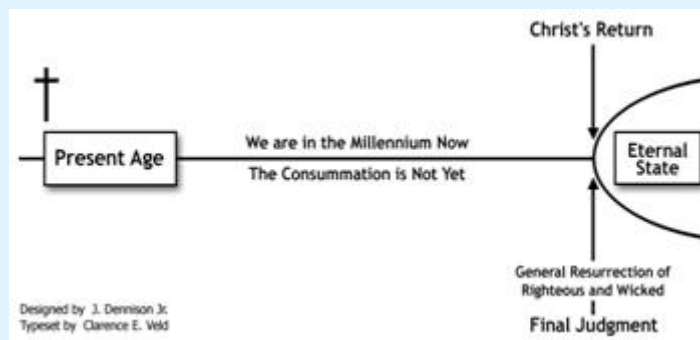 Christ's Return
Present Age
We are in the Millennium Now
The Consummation is Not Yet
Eternal
State
General Resurrection of
Righteous and Wicked
Final Judgment
Designed by J. Dennison Jr.
Typeset by Clarence E. Veld